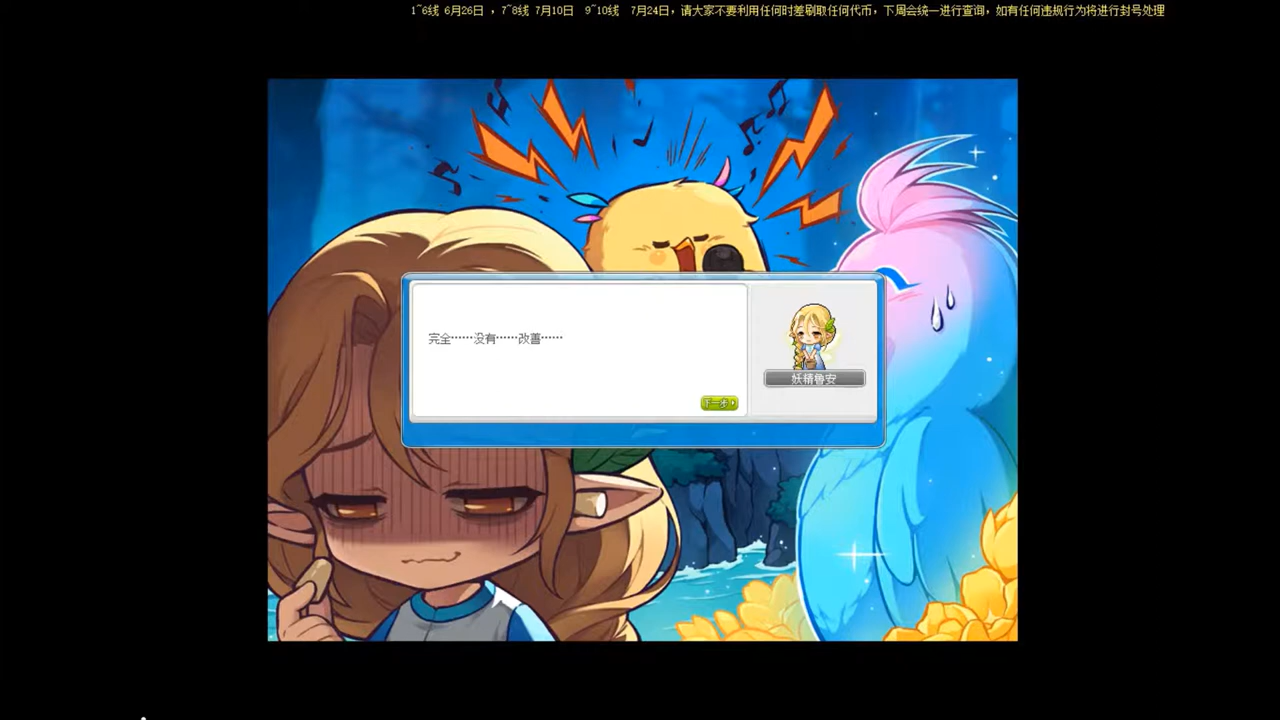 1~6线 6月26日 ，7~8线 7月10日 9~10线 7月24日，请大家不要利用任何时差刷取任何代币，下周会统一进行查询，如有任何违规行为将进行封号处理
完全……没有……改善……
妖精鲁安
下一步